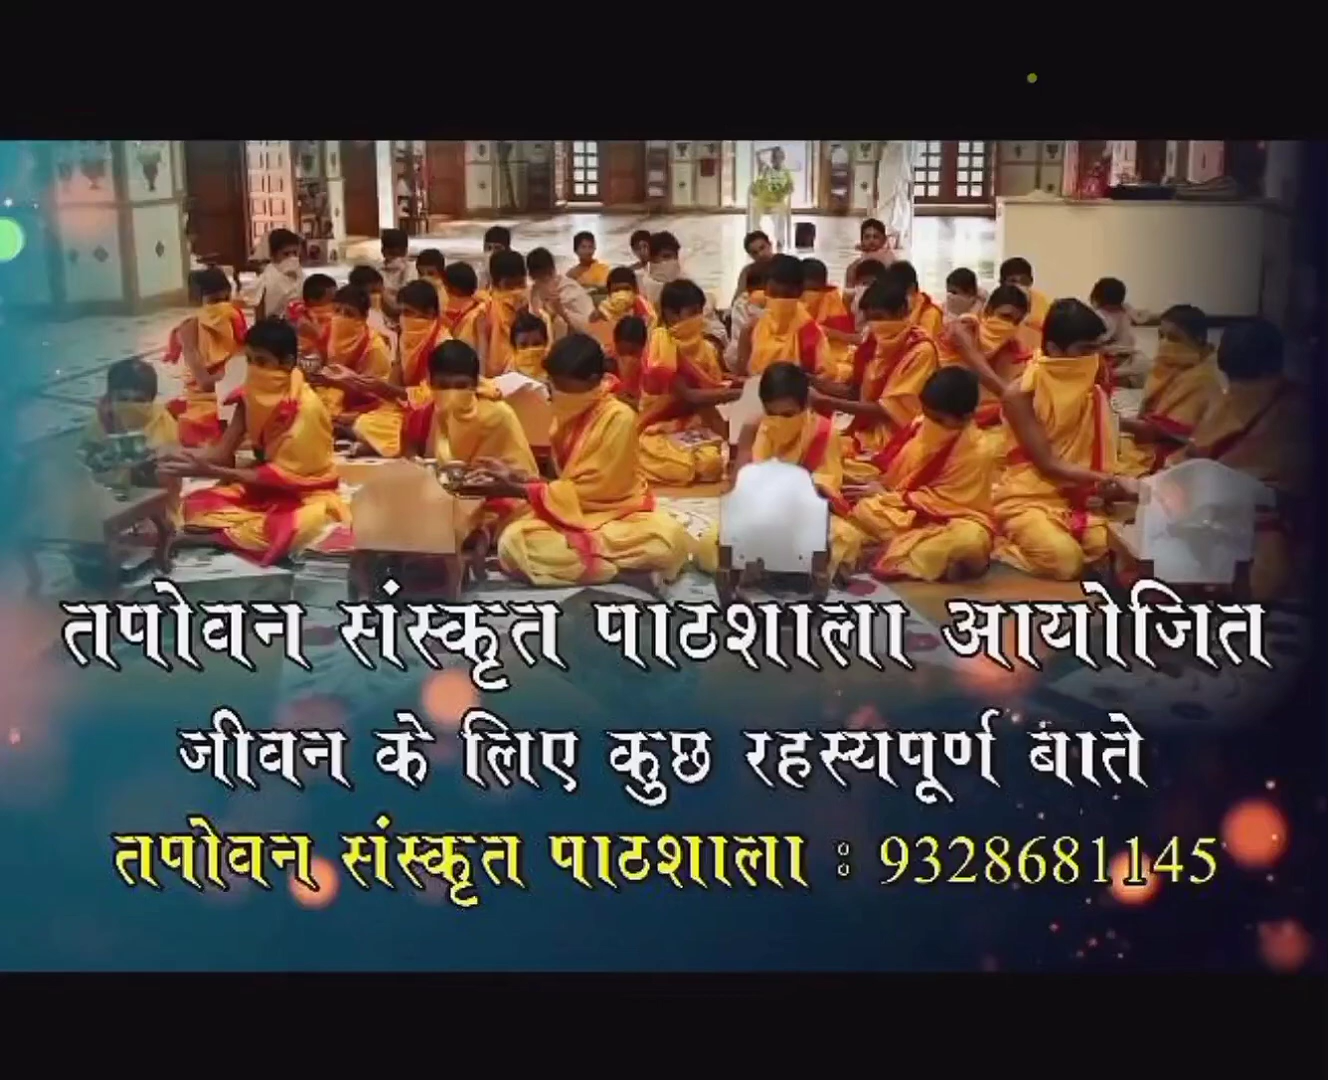 तपोवन संस्कृत पाठशाला आयोजित
जीवन के लिए कुछ रहस्यपूर्ण बाते
तपोवन संस्कृत पाठशाला : 9328681145